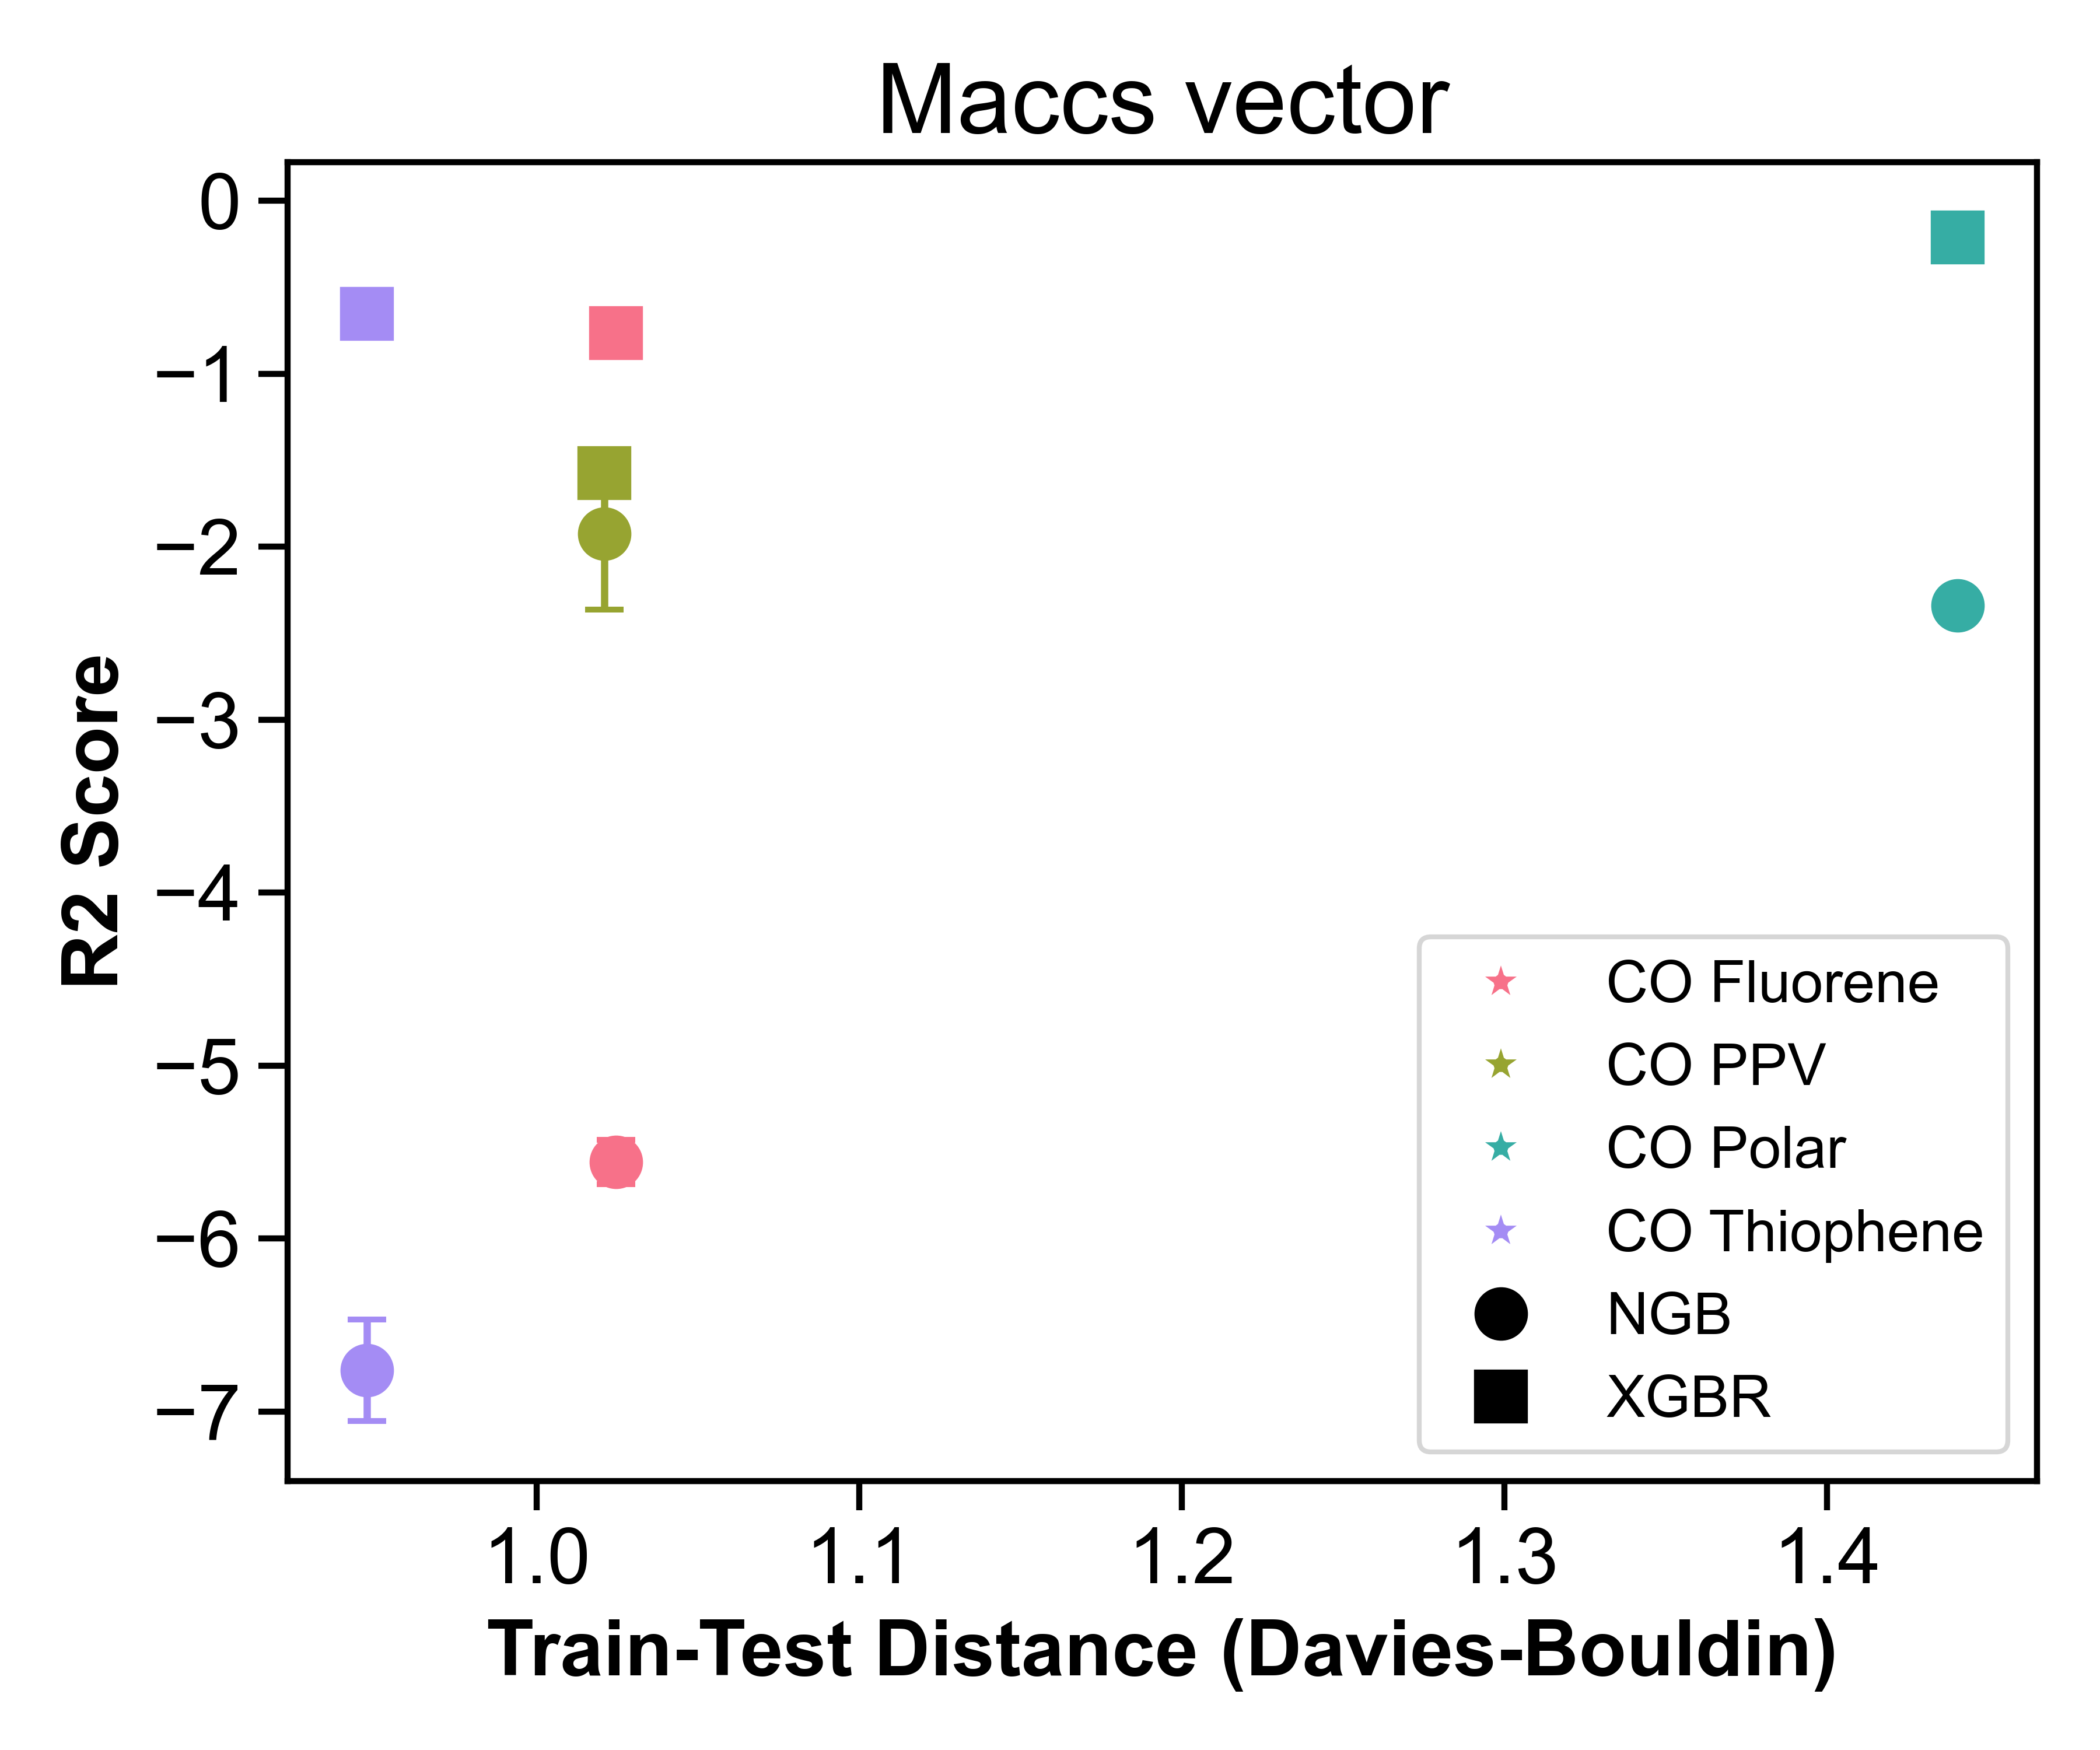 Maccs vector
0
−1
−2
−3
−4
−5
−6
−7
R2 Score
CO Fluorene
CO PPV
CO Polar
CO Thiophene
NGB
XGBR
1.0 1.1 1.2 1.3 1.4
Train-Test Distance (Davies-Bouldin)